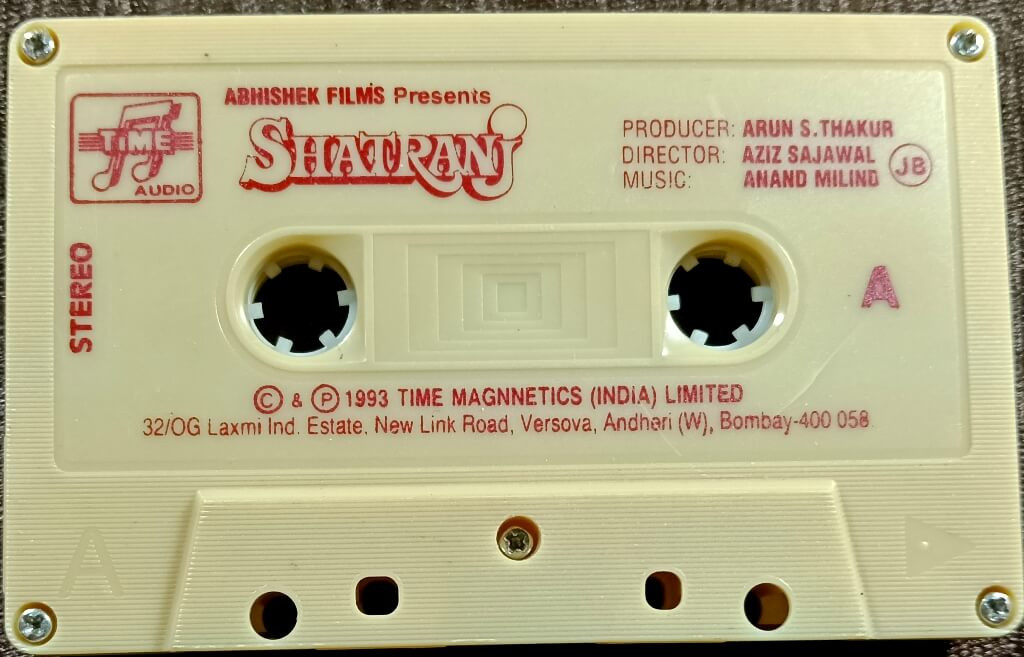 TIME
AUDIO
ABHISHEK FILMS Presents
SHATRANJ
PRODUCER: ARUN S.THAKUR
DIRECTOR: AZIZ SAJAWAL
MUSIC: ANAND MILIND
JB
STEREO
A
© & ℗ 1993 TIME MAGNNETICS (INDIA) LIMITED
32/OG Laxmi Ind. Estate, New Link Road, Versova, Andheri (W), Bombay-400 058
A